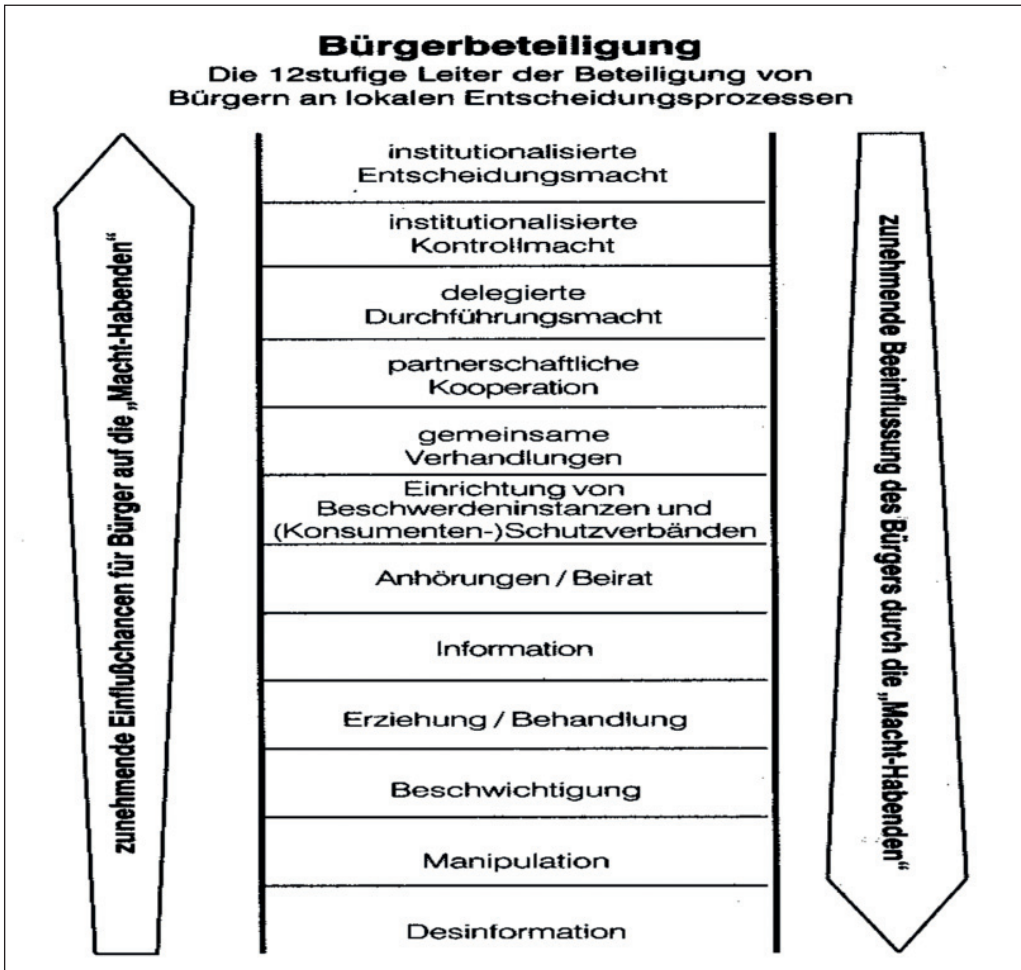 Bürgerbeteiligung
Die 12stufige Leiter der Beteiligung von
Bürgern an lokalen Entscheidungsprozessen
zunehmende Einflußchancen für Bürger auf die „Macht-Habenden“
institutionalisierte
Entscheidungsmacht
institutionalisierte
Kontrollmacht
delegierte
Durchführungsmacht
partnerschaftliche
Kooperation
gemeinsame
Verhandlungen
Einrichtung von
Beschwerdeninstanzen und
(Konsumenten-)Schutzverbänden
Anhörungen / Beirat
Information
Erziehung / Behandlung
Beschwichtigung
Manipulation
Desinformation
zunehmende Beeinflussung des Bürgers durch die „Macht-Habenden“